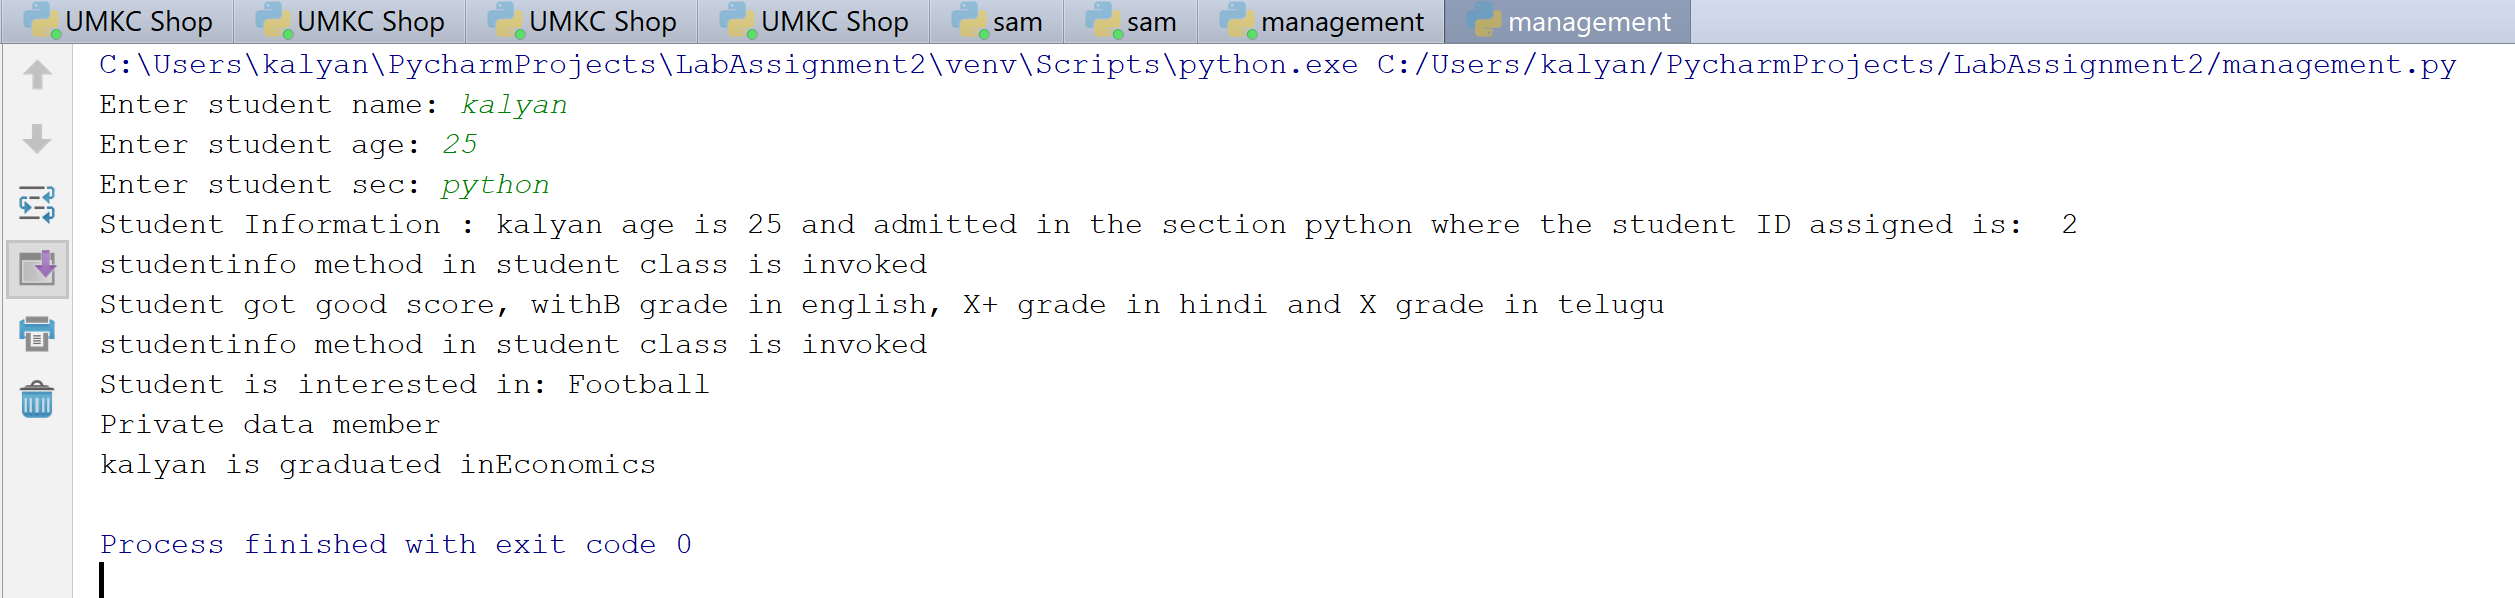 UMKC Shop UMKC Shop UMKC Shop UMKC Shop sam sam management management
C:\Users\kalyan\PycharmProjects\LabAssignment2\venv\Scripts\python.exe C:/Users/kalyan/PycharmProjects/LabAssignment2/management.py
Enter student name: kalyan
Enter student age: 25
Enter student sec: python
Student Information : kalyan age is 25 and admitted in the section python where the student ID assigned is:  2
studentinfo method in student class is invoked
Student got good score, withB grade in english, X+ grade in hindi and X grade in telugu
studentinfo method in student class is invoked
Student is interested in: Football
Private data member
kalyan is graduated inEconomics
Process finished with exit code 0